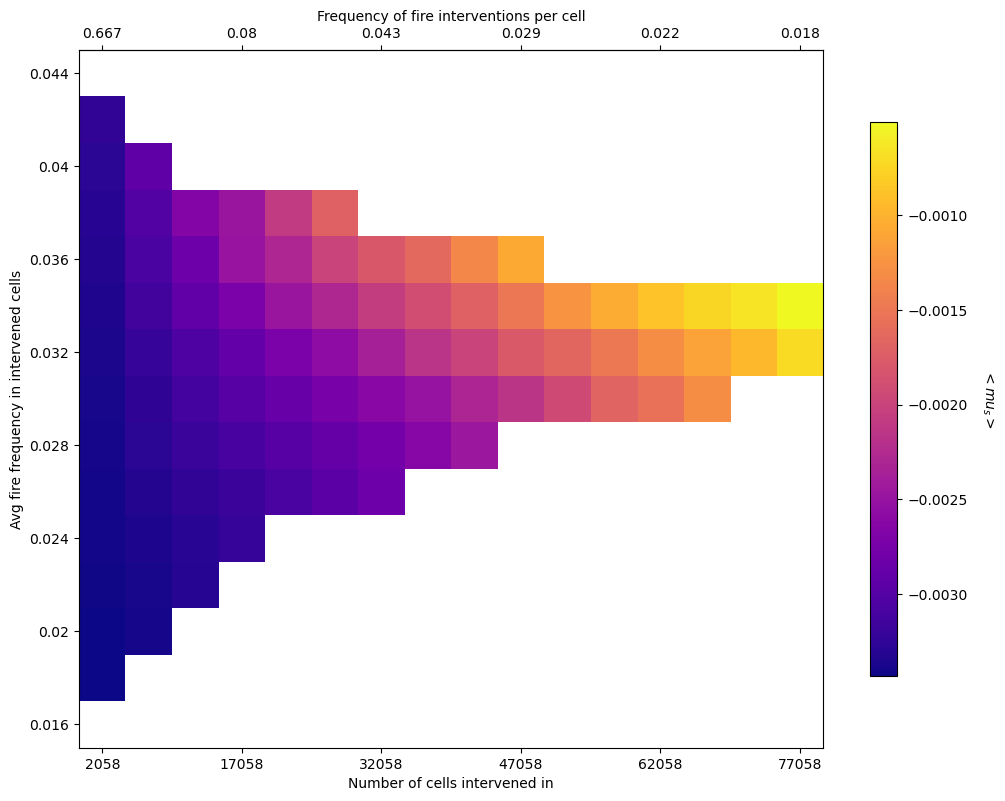 Frequency of fire interventions per cell
0.667 0.08 0.043 0.029 0.022 0.018
Avg fire frequency in intervened cells
0.044
0.04
0.036
0.032
0.028
0.024
0.02
0.016
2058 17058 32058 47058 62058 77058
Number of cells intervened in
−0.0010
−0.0015
−0.0020
−0.0025
−0.0030
< mu_s >